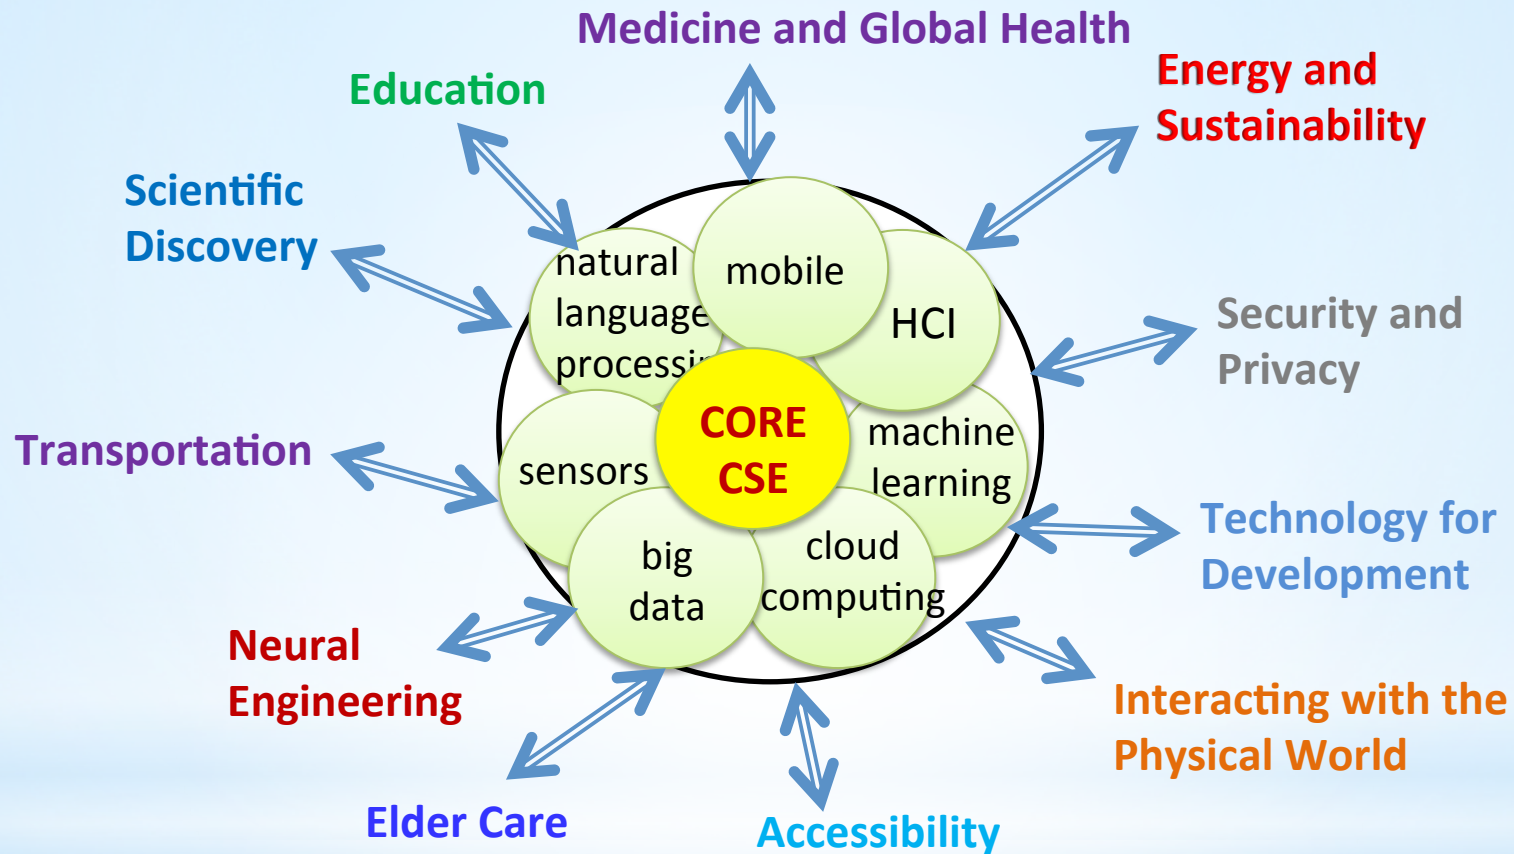 Medicine and Global Health
Education
Energy and
Sustainability
Scientific
Discovery
natural
language
processin
mobile
HCI
Security and
Privacy
CORE
CSE
machine
learning
Transportation
sensors
big
data
cloud
computing
Technology for
Development
Neural
Engineering
Interacting with the
Physical World
Elder Care
Accessibility